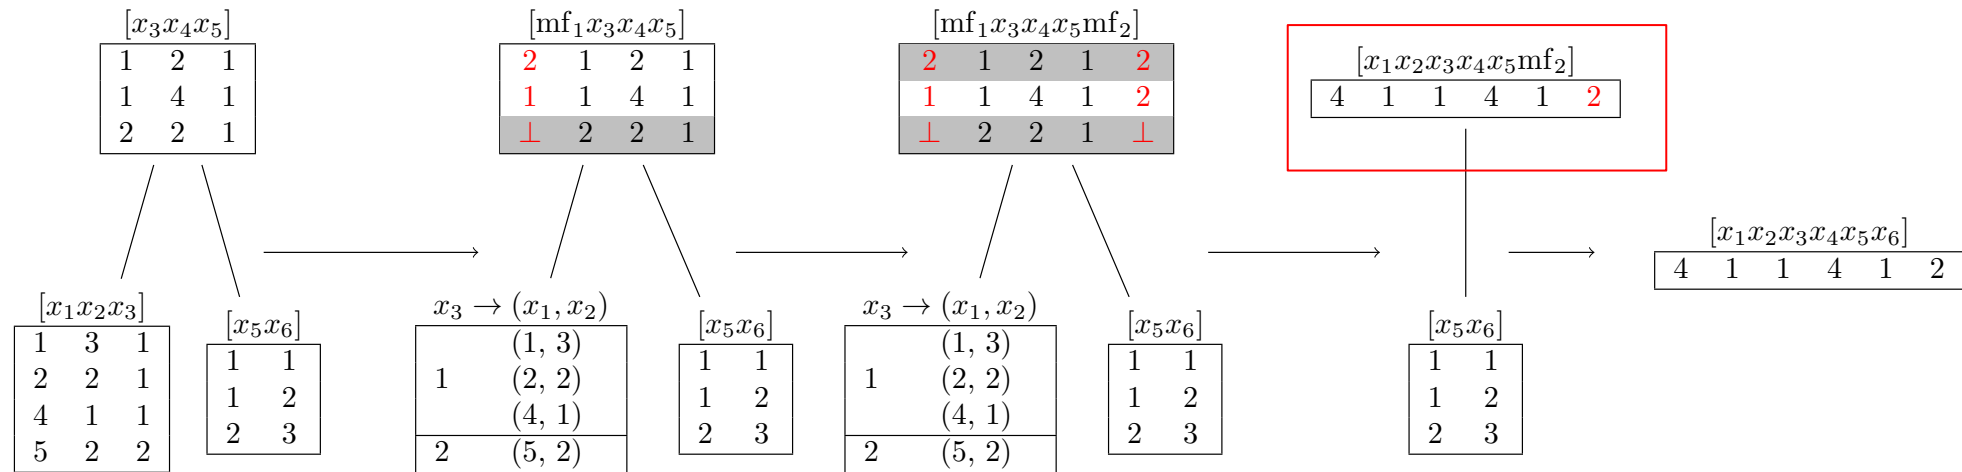 [x₃x₄x₅]
1 2 1
1 4 1
2 2 1
[x₁x₂x₃]
1 3 1
2 2 1
4 1 1
5 2 2
[x₅x₆]
1 1
1 2
2 3
[mf₁x₃x₄x₅]
2 1 2 1
1 1 4 1
⊥ 2 2 1
x₃ → (x₁, x₂)
(1, 3)
1 (2, 2)
(4, 1)
2 (5, 2)
[x₅x₆]
1 1
1 2
2 3
[mf₁x₃x₄x₅mf₂]
2 1 2 1 2
1 1 4 1 2
⊥ 2 2 1 ⊥
x₃ → (x₁, x₂)
(1, 3)
1 (2, 2)
(4, 1)
2 (5, 2)
[x₅x₆]
1 1
1 2
2 3
[x₁x₂x₃x₄x₅mf₂]
4 1 1 4 1 2
[x₅x₆]
1 1
1 2
2 3
[x₁x₂x₃x₄x₅x₆]
4 1 1 4 1 2